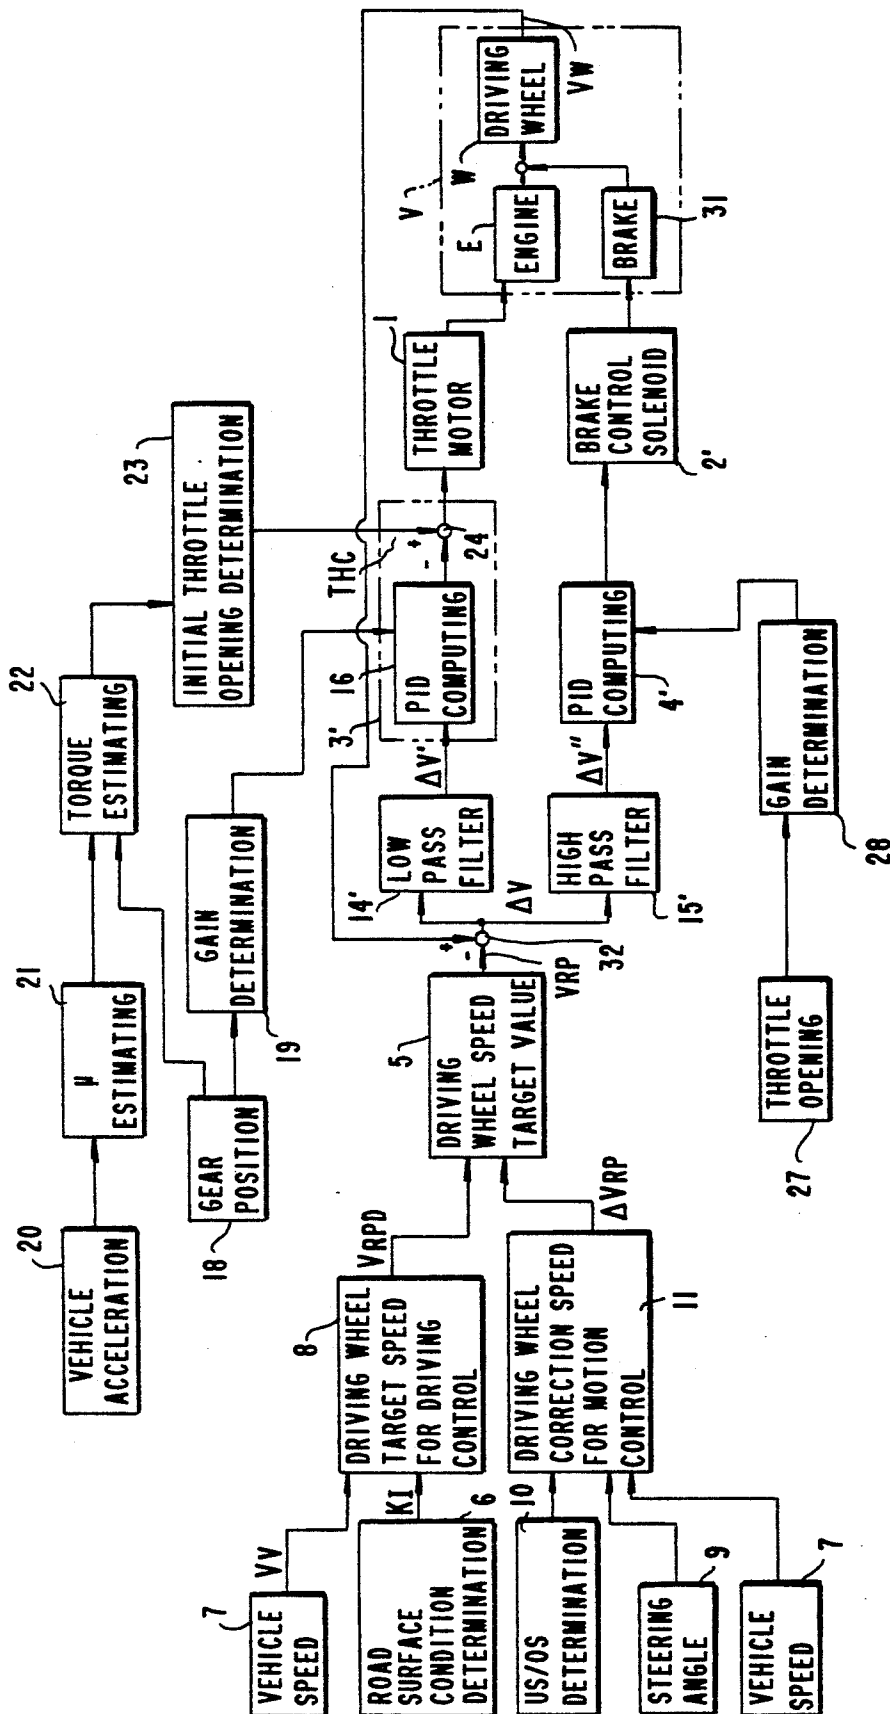 20
VEHICLE
ACCELERATION
21
μ
ESTIMATING
22
TORQUE
ESTIMATING
23
INITIAL THROTTLE
OPENING DETERMINATION
GEAR
POSITION
18
GAIN
DETERMINATION
19
7
VEHICLE
SPEED
VV
ROAD
SURFACE
CONDITION
DETERMINATION
6
KI
8
DRIVING WHEEL
TARGET SPEED
FOR DRIVING
CONTROL
VRPD
US/OS
DETERMINATION
10
STEERING
ANGLE
9
VEHICLE
SPEED
7
DRIVING WHEEL
CORRECTION SPEED
FOR MOTION
CONTROL
11
ΔVRP
5
DRIVING
WHEEL SPEED
TARGET VALUE
VRP
+
-
32
ΔV
14'
LOW
PASS
FILTER
ΔV'
HIGH
PASS
FILTER
15'
ΔV"
3'
16
PID
COMPUTING
THC
+
-
24
PID
COMPUTING
4'
1
THROTTLE
MOTOR
BRAKE
CONTROL
SOLENOID
2'
V
E
ENGINE
W
DRIVING
WHEEL
VW
BRAKE
31
THROTTLE
OPENING
27
GAIN
DETERMINATION
28